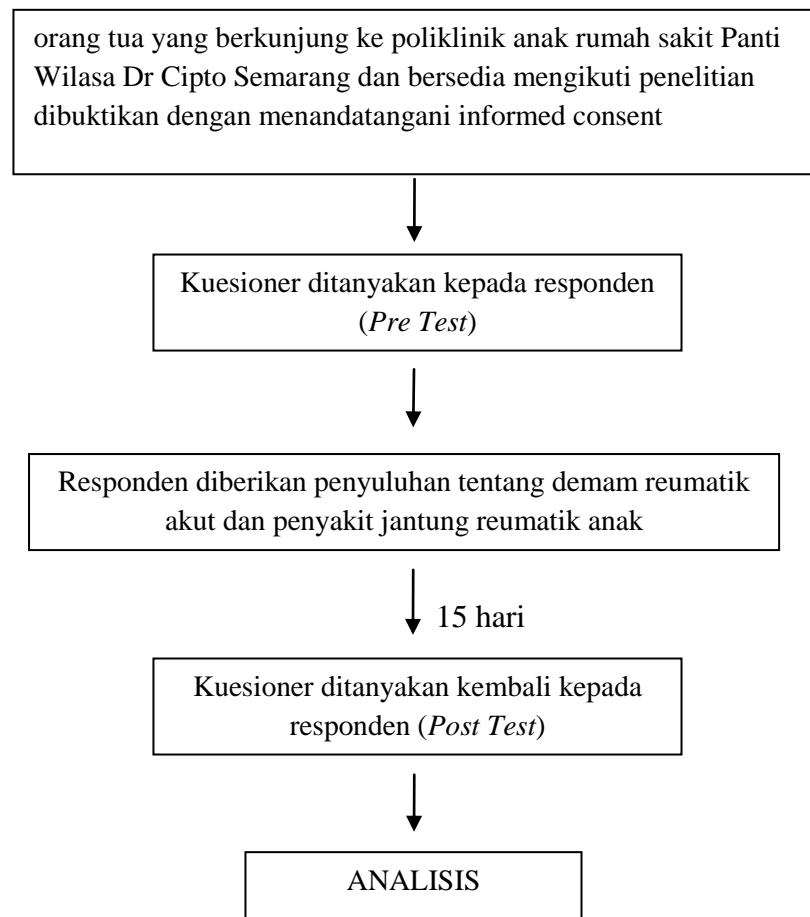 orang tua yang berkunjung ke poliklinik anak rumah sakit Panti
Wilasa Dr Cipto Semarang dan bersedia mengikuti penelitian
dibuktikan dengan menandatangani informed consent
Kuesioner ditanyakan kepada responden
(Pre Test)
Responden diberikan penyuluhan tentang demam reumatik
akut dan penyakit jantung reumatik anak
15 hari
Kuesioner ditanyakan kembali kepada
responden (Post Test)
ANALISIS